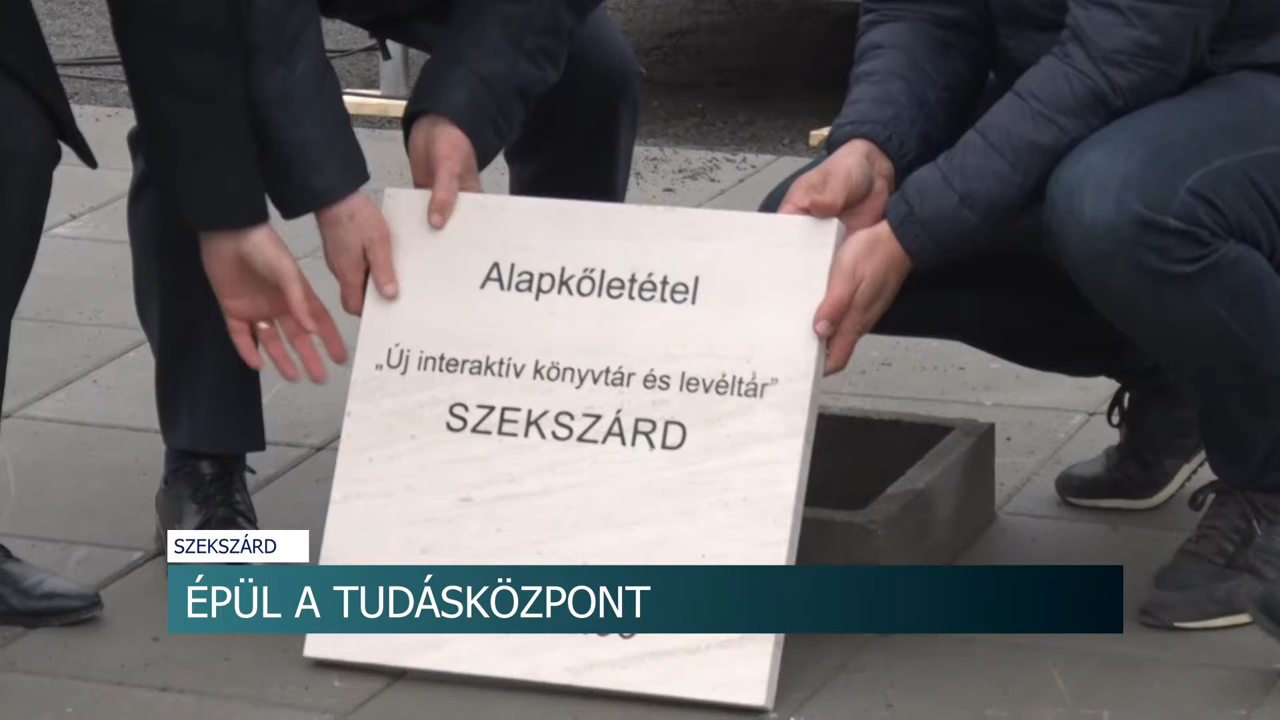 Alapkőletétel
„Új interaktív könyvtár és levéltár”
SZEKSZÁRD
SZEKSZÁRD
ÉPÜL A TUDÁSKÖZPONT